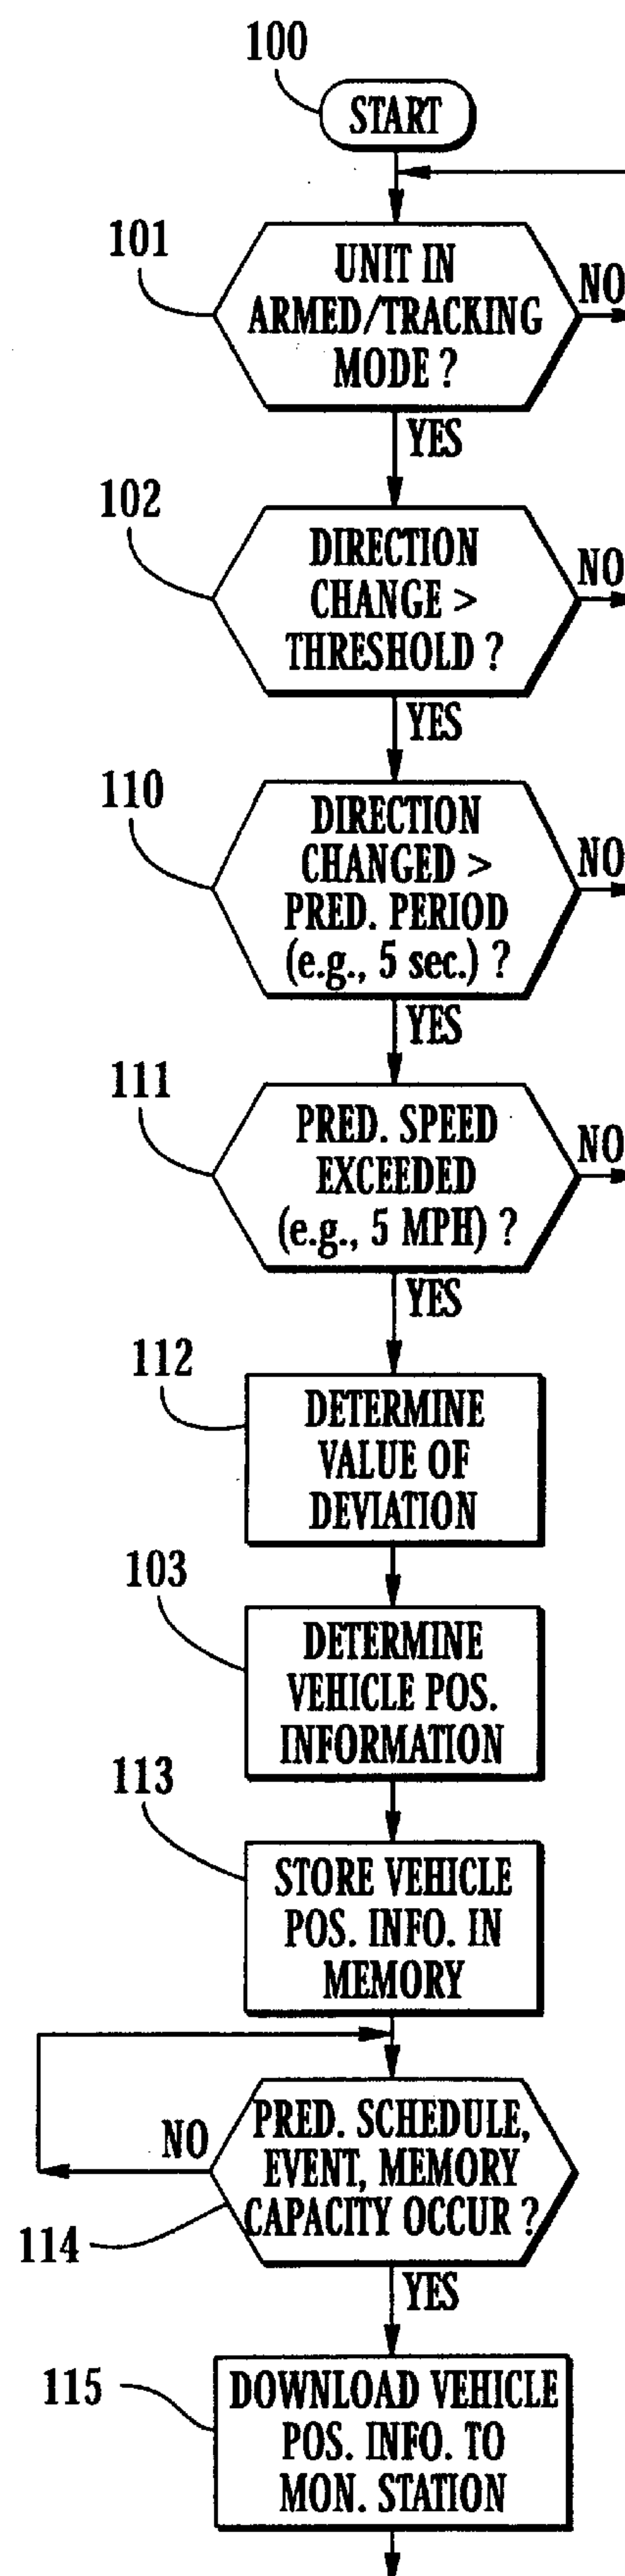 100
START
101
UNIT IN
ARMED/TRACKING
MODE ?
NO
YES
102
DIRECTION
CHANGE >
THRESHOLD ?
NO
YES
110
DIRECTION
CHANGED >
PRED. PERIOD
(e.g., 5 sec.) ?
NO
YES
111
PRED. SPEED
EXCEEDED
(e.g., 5 MPH) ?
NO
YES
112
DETERMINE
VALUE OF
DEVIATION
103
DETERMINE
VEHICLE POS.
INFORMATION
113
STORE VEHICLE
POS. INFO. IN
MEMORY
NO
PRED. SCHEDULE,
EVENT, MEMORY
CAPACITY OCCUR ?
114
YES
115
DOWNLOAD VEHICLE
POS. INFO. TO
MON. STATION